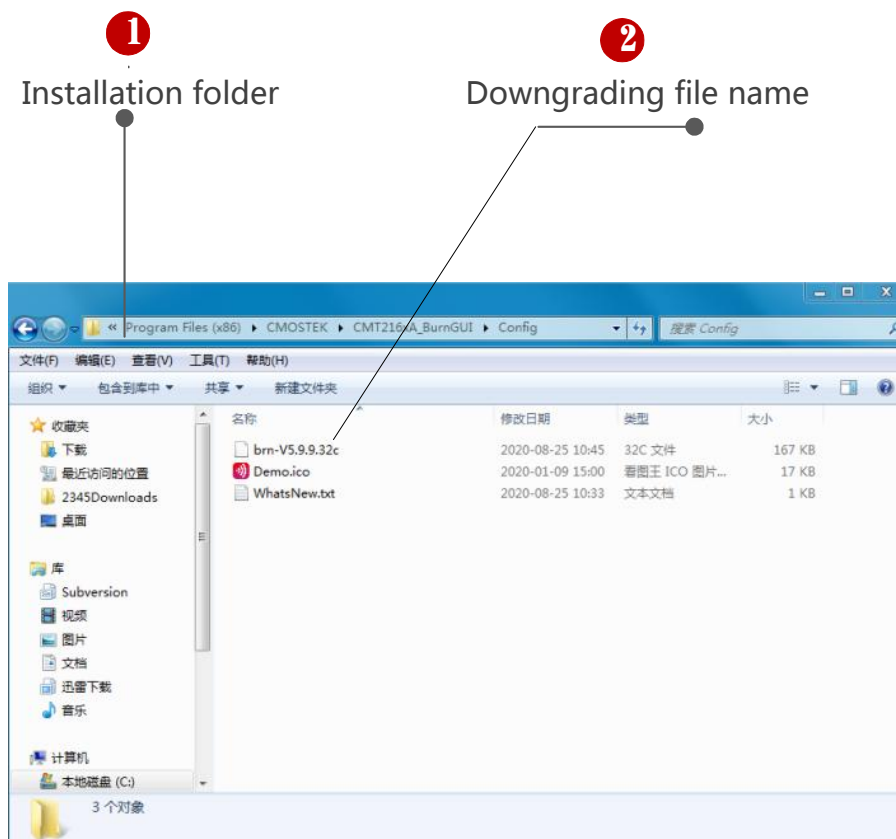 1
2
Installation folder
Downgrading file name
« Program Files (x86) ▸ CMOSTEK ▸ CMT216xA_BurnGUI ▸ Config
搜索 Config
文件(F) 编辑(E) 查看(V) 工具(T) 帮助(H)
组织 包含到库中 共享 新建文件夹
收藏夹
下载
最近访问的位置
2345Downloads
桌面
库
Subversion
视频
图片
文档
迅雷下载
音乐
计算机
本地磁盘 (C:)
名称 修改日期 类型 大小
brn-V5.9.9.32c 2020-08-25 10:45 32C 文件 167 KB
Demo.ico 2020-01-09 15:00 看图王 ICO 图片... 17 KB
WhatsNew.txt 2020-08-25 10:33 文本文档 1 KB
3 个对象